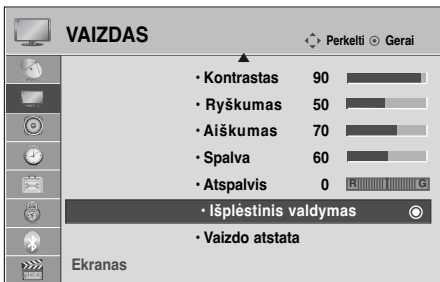 VAIZDAS Perkelti Gerai
• Kontrastas 90
• Ryškumas 50
• Aiškumas 70
• Spalva 60
• Atspalvis 0 R G
• Išplėstinis valdymas
• Vaizdo atstata
Ekranas